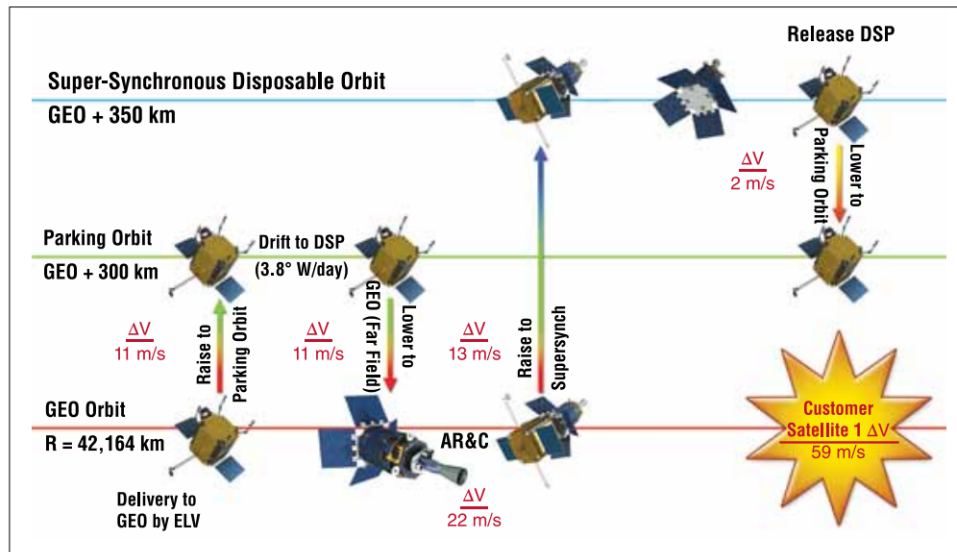 Release DSP
Super-Synchronous Disposable Orbit
GEO + 350 km
ΔV
2 m/s
Lower to
Parking Orbit
Parking Orbit
GEO + 300 km
Drift to DSP
(3.8° W/day)
ΔV
11 m/s
Raise to
Parking Orbit
ΔV
11 m/s
Lower to
GEO (Far Field)
ΔV
13 m/s
Raise to
Supersynch
GEO Orbit
R = 42,164 km
AR&C
ΔV
22 m/s
Delivery to
GEO by ELV
Customer
Satellite 1 ΔV
59 m/s